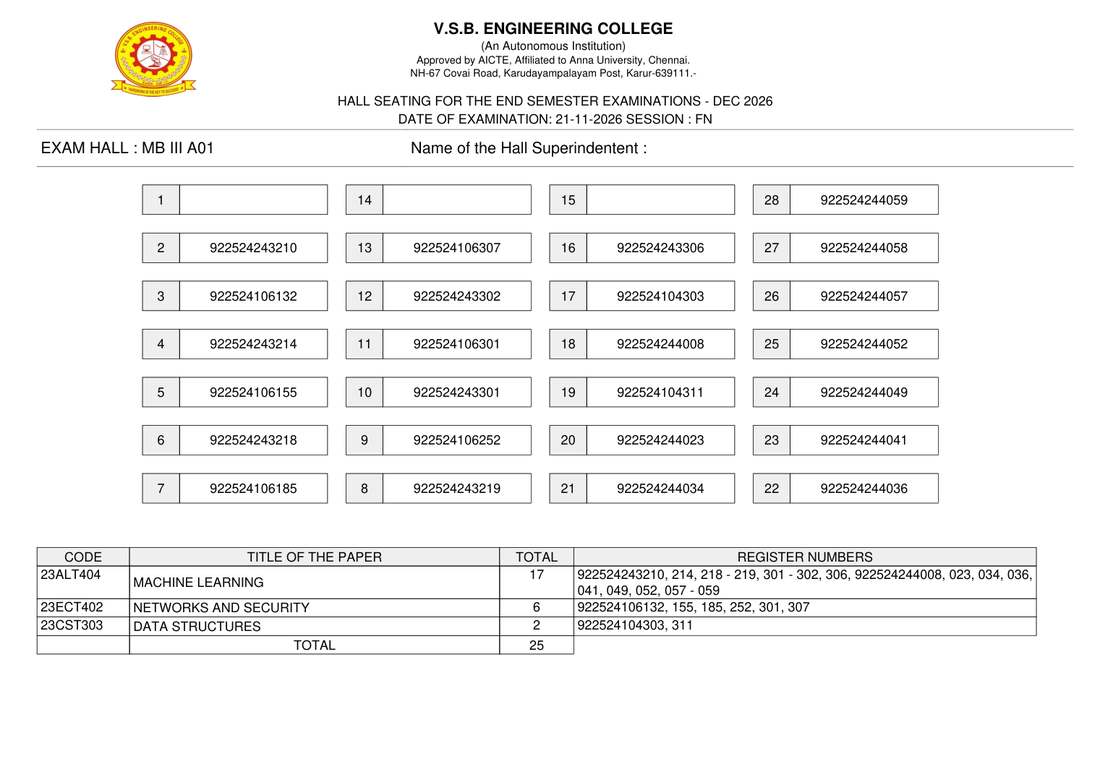 V.S.B. ENGINEERING COLLEGE
(An Autonomous Institution)
Approved by AICTE, Affiliated to Anna University, Chennai.
NH-67 Covai Road, Karudayampalayam Post, Karur-639111.-
HALL SEATING FOR THE END SEMESTER EXAMINATIONS - DEC 2026
DATE OF EXAMINATION: 21-11-2026 SESSION : FN
EXAM HALL : MB III A01 Name of the Hall Superindentent :
1 14 15 28 922524244059
2 922524243210 13 922524106307 16 922524243306 27 922524244058
3 922524106132 12 922524243302 17 922524104303 26 922524244057
4 922524243214 11 922524106301 18 922524244008 25 922524244052
5 922524106155 10 922524243301 19 922524104311 24 922524244049
6 922524243218 9 922524106252 20 922524244023 23 922524244041
7 922524106185 8 922524243219 21 922524244034 22 922524244036
CODE TITLE OF THE PAPER TOTAL REGISTER NUMBERS
23ALT404 MACHINE LEARNING 17 922524243210, 214, 218 - 219, 301 - 302, 306, 922524244008, 023, 034, 036,
041, 049, 052, 057 - 059
23ECT402 NETWORKS AND SECURITY 6 922524106132, 155, 185, 252, 301, 307
23CST303 DATA STRUCTURES 2 922524104303, 311
TOTAL 25